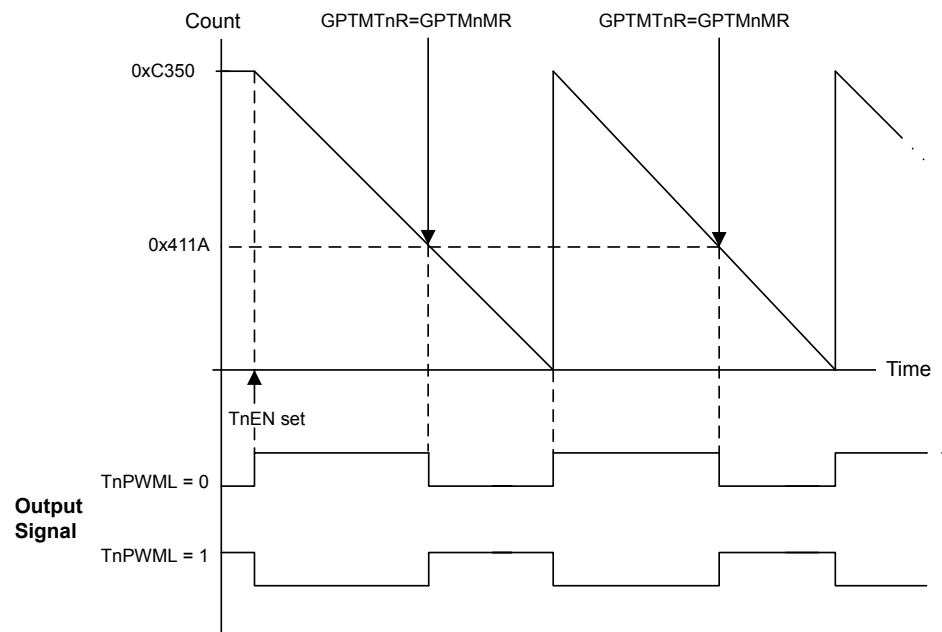 Count
GPTMTnR=GPTMnMR
GPTMTnR=GPTMnMR
0xC350
0x411A
Time
TnEN set
TnPWML = 0
Output
Signal
TnPWML = 1